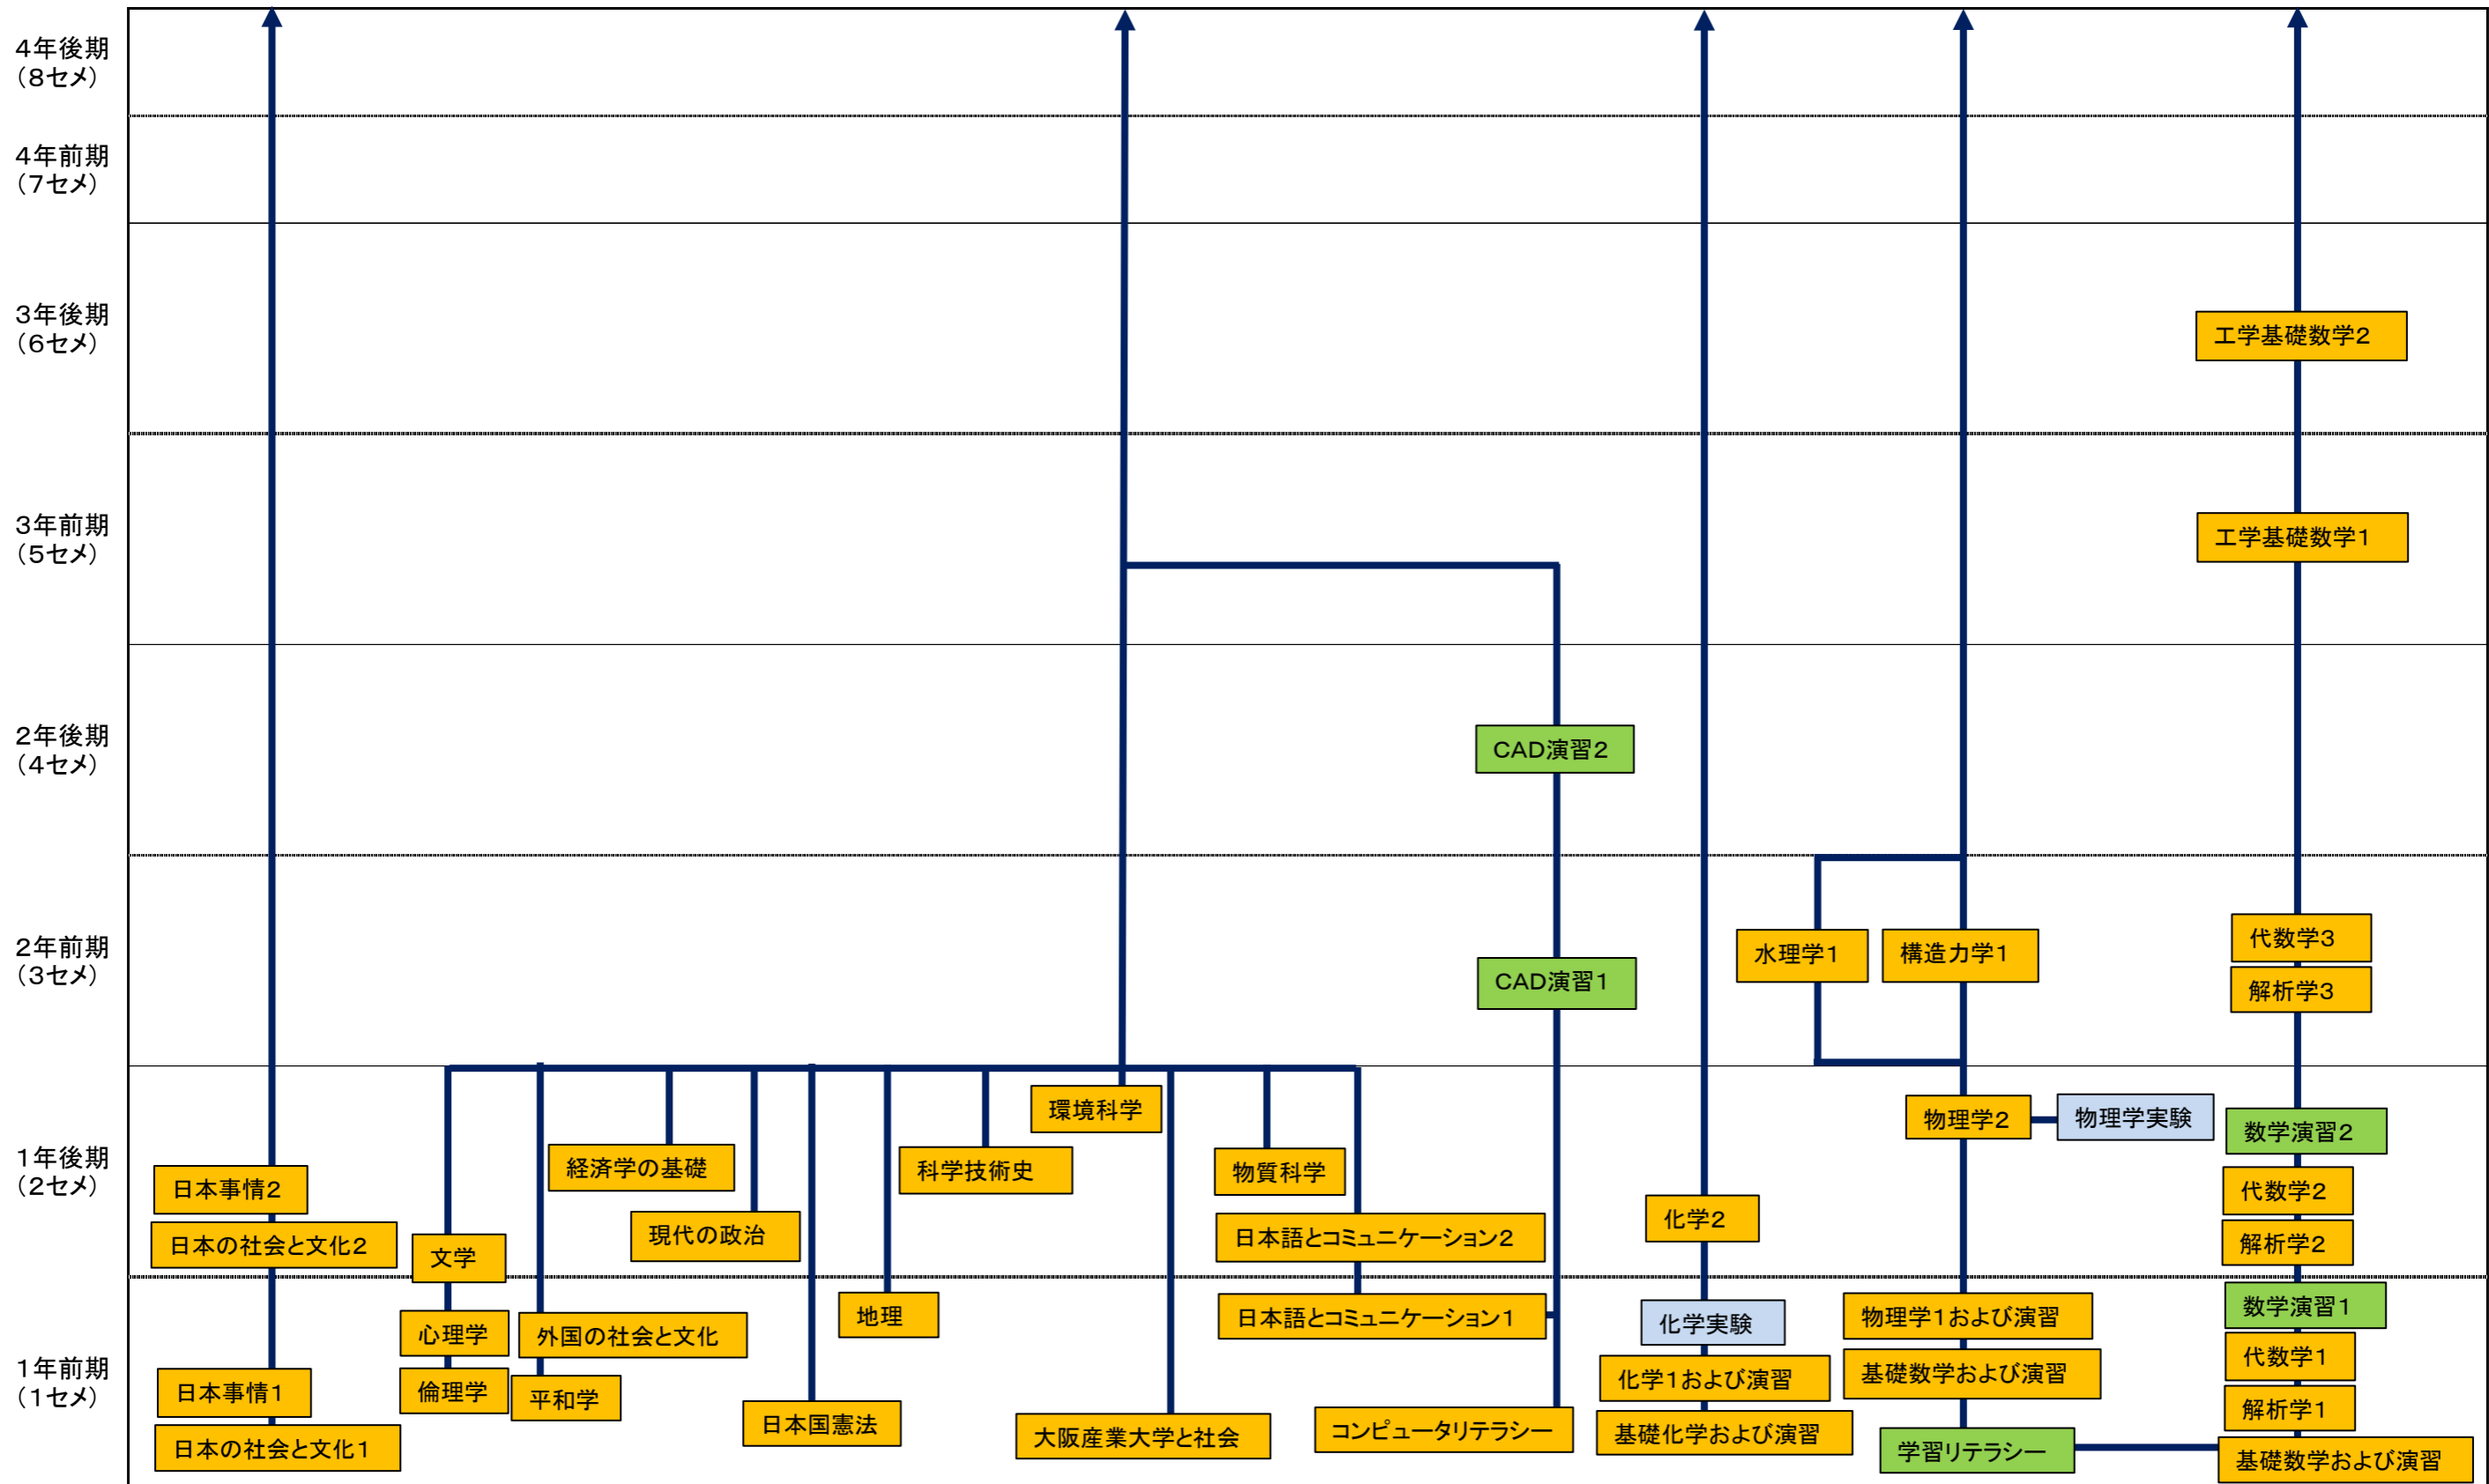 4年後期
(8セメ)
4年前期
(7セメ)
3年後期
(6セメ)
工学基礎数学2
3年前期
(5セメ)
工学基礎数学1
2年後期
(4セメ)
CAD演習2
2年前期
(3セメ)
水理学1
構造力学1
代数学3
CAD演習1
解析学3
1年後期
(2セメ)
環境科学
物理学2
物理学実験
数学演習2
経済学の基礎
科学技術史
物質科学
日本事情2
代数学2
現代の政治
化学2
日本の社会と文化2
文学
日本語とコミュニケーション2
解析学2
1年前期
(1セメ)
地理
日本語とコミュニケーション1
数学演習1
心理学
外国の社会と文化
化学実験
物理学1および演習
代数学1
日本事情1
倫理学
平和学
化学1および演習
基礎数学および演習
解析学1
日本の社会と文化1
日本国憲法
大阪産業大学と社会
コンピュータリテラシー
基礎化学および演習
学習リテラシー
基礎数学および演習